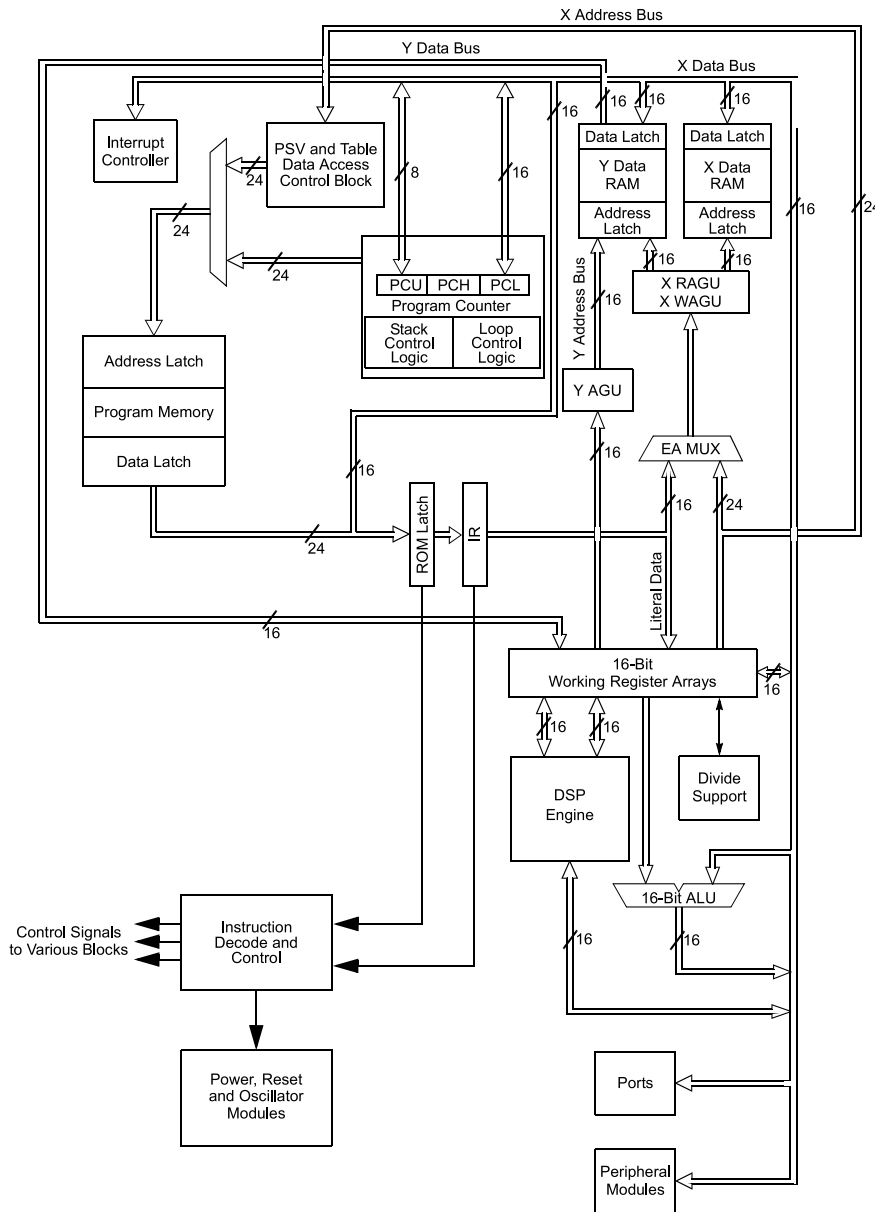 X Address Bus
Y Data Bus
X Data Bus
16
16
16
16
16
Interrupt
Controller
PSV and Table
Data Access
Control Block
24
8
16
Data Latch
Y Data
RAM
Address
Latch
Data Latch
X Data
RAM
Address
Latch
16
24
24
24
16
16
PCU
PCH
PCL
Program Counter
Stack
Control
Logic
Loop
Control
Logic
X RAGU
X WAGU
Y Address Bus
16
Address Latch
Program Memory
Data Latch
Y AGU
EA MUX
16
16
16
24
24
ROM Latch
IR
Literal Data
16
16-Bit
Working Register Arrays
16
16
16
DSP
Engine
Divide
Support
16-Bit ALU
16
16
Control Signals
to Various Blocks
Instruction
Decode and
Control
Power, Reset
and Oscillator
Modules
Ports
Peripheral
Modules